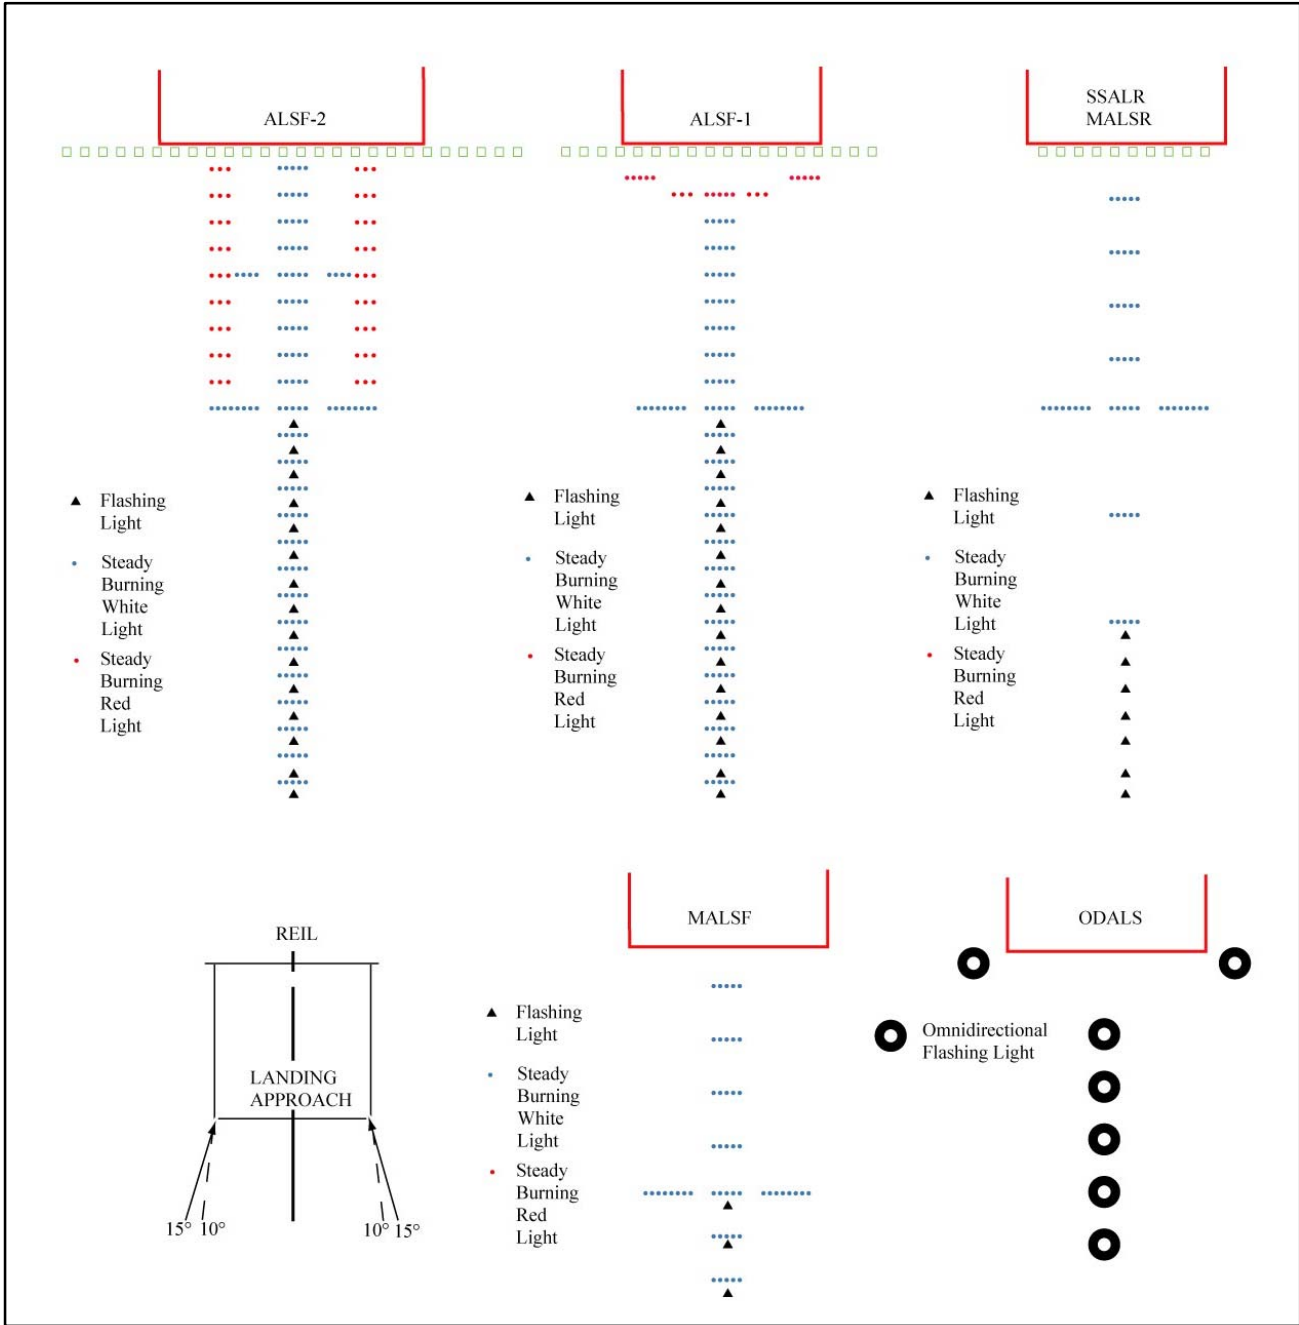 ALSF-2
ALSF-1
SSALR
MALSR
Flashing
Light
Steady
Burning
White
Light
Steady
Burning
Red
Light
Flashing
Light
Steady
Burning
White
Light
Steady
Burning
Red
Light
Flashing
Light
Steady
Burning
White
Light
Steady
Burning
Red
Light
REIL
LANDING
APPROACH
15° 10°
10° 15°
MALSF
Flashing
Light
Steady
Burning
White
Light
Steady
Burning
Red
Light
ODALS
Omnidirectional
Flashing Light